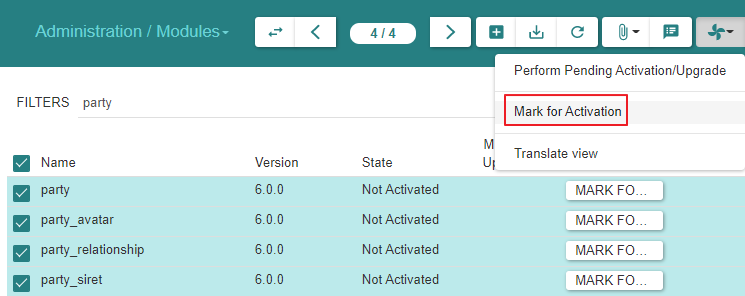 Administration / Modules
4 / 4
Perform Pending Activation/Upgrade
FILTERS party
Mark for Activation
Translate view
Name Version State
party 6.0.0 Not Activated MARK FO...
party_avatar 6.0.0 Not Activated MARK FO...
party_relationship 6.0.0 Not Activated MARK FO...
party_siret 6.0.0 Not Activated MARK FO...